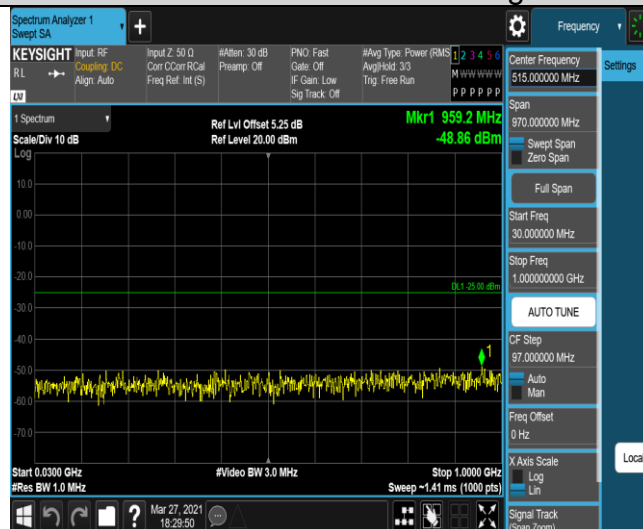 Spectrum Analyzer 1
Swept SA
Frequency
KEYSIGHT
RL
Input: RF
Coupling: DC
Align: Auto
Input Z: 50 Ω
Corr CCorr RCal
Freq Ref: Int (S)
#Atten: 30 dB
Preamp: Off
PNO: Fast
Gate: Off
IF Gain: Low
Sig Track: Off
#Avg Type: Power (RMS
Avg|Hold: 3/3
Trig: Free Run
1 2 3 4 5 6
M W W W W W
P P P P P P
LXI
1 Spectrum
Scale/Div 10 dB
Log
Ref Lvl Offset 5.25 dB
Ref Level 20.00 dBm
Mkr1 959.2 MHz
-48.86 dBm
10.0
0.00
-10.0
-20.0
DL1 -25.00 dBm
-30.0
-40.0
1
-50.0
-60.0
-70.0
Start 0.0300 GHz
#Res BW 1.0 MHz
#Video BW 3.0 MHz
Stop 1.0000 GHz
Sweep ~1.41 ms (1000 pts)
?
Mar 27, 2021
18:29:50
Center Frequency
515.000000 MHz
Settings
Span
970.000000 MHz
Swept Span
Zero Span
Full Span
Start Freq
30.000000 MHz
Stop Freq
1.000000000 GHz
AUTO TUNE
CF Step
97.000000 MHz
Auto
Man
Freq Offset
0 Hz
X Axis Scale
Log
Lin
Local
Signal Track
(Span Zoom)